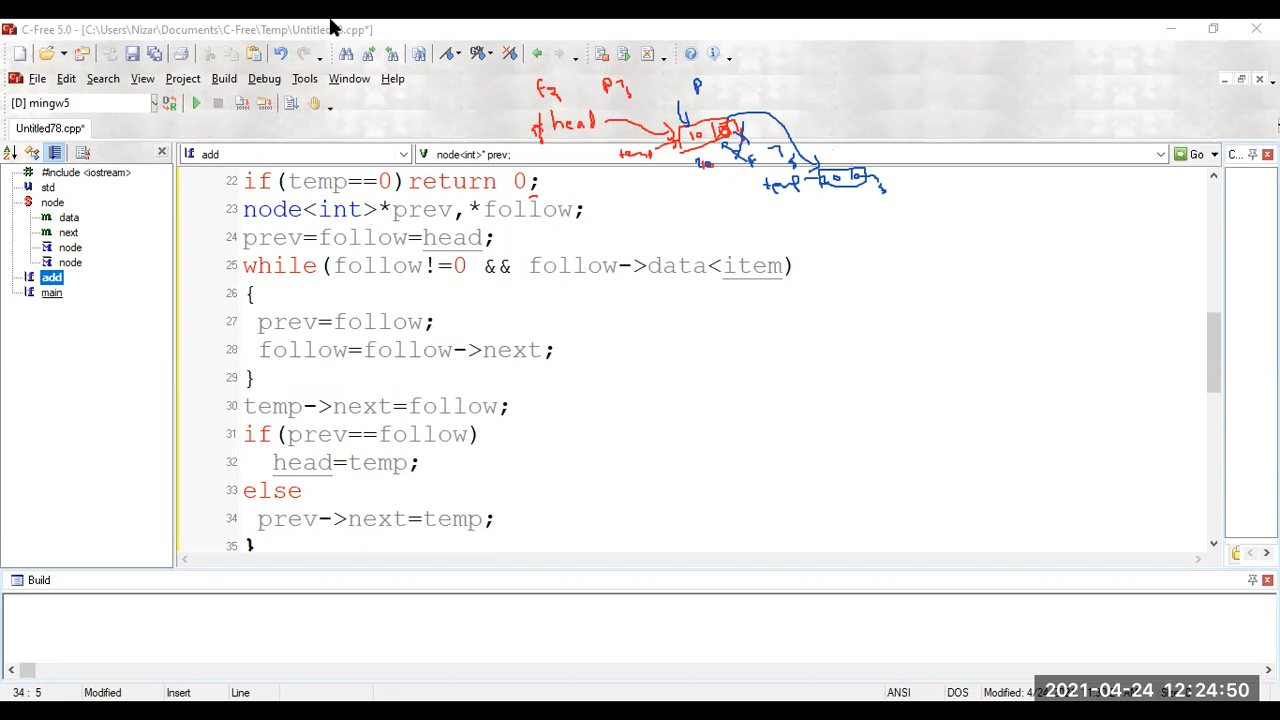 C-Free 5.0 - [C:\Users\Nizar\Documents\C-Free\Temp\Untitled78.cpp*]
File Edit Search View Project Build Debug Tools Window Help
[D] mingw5
P
head
10
temp
temp
Untitled78.cpp*
add
node<int>* prev;
Go
C...
#include <iostream>
std
node
data
next
node
node
add
main
22 if(temp==0)return 0;
23 node<int>*prev,*follow;
24 prev=follow=head;
25 while(follow!=0 && follow->data<item)
26 {
27 prev=follow;
28 follow=follow->next;
29 }
30 temp->next=follow;
31 if(prev==follow)
32 head=temp;
33 else
34 prev->next=temp;
35 }
Build
34 : 5 Modified Insert Line ANSI DOS
2021-04-24 12:24:50